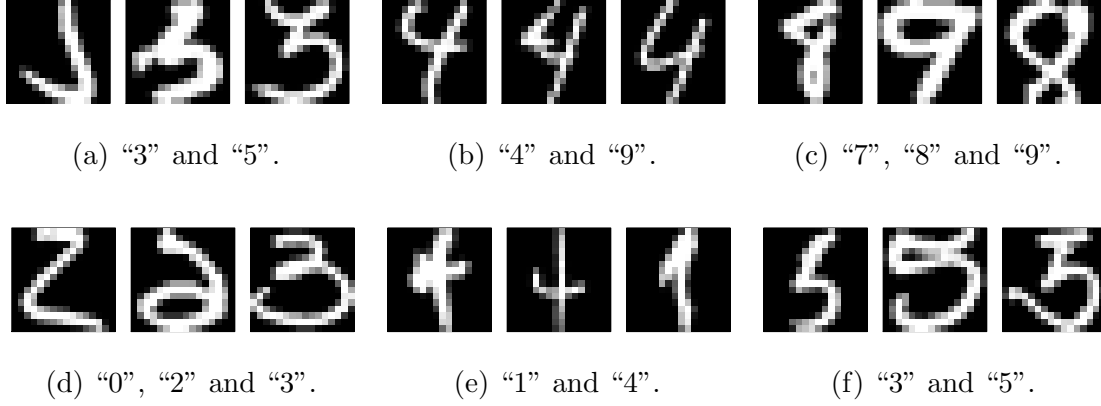 (a) “3” and “5”.
(b) “4” and “9”.
(c) “7”, “8” and “9”.
(d) “0”, “2” and “3”.
(e) “1” and “4”.
(f) “3” and “5”.